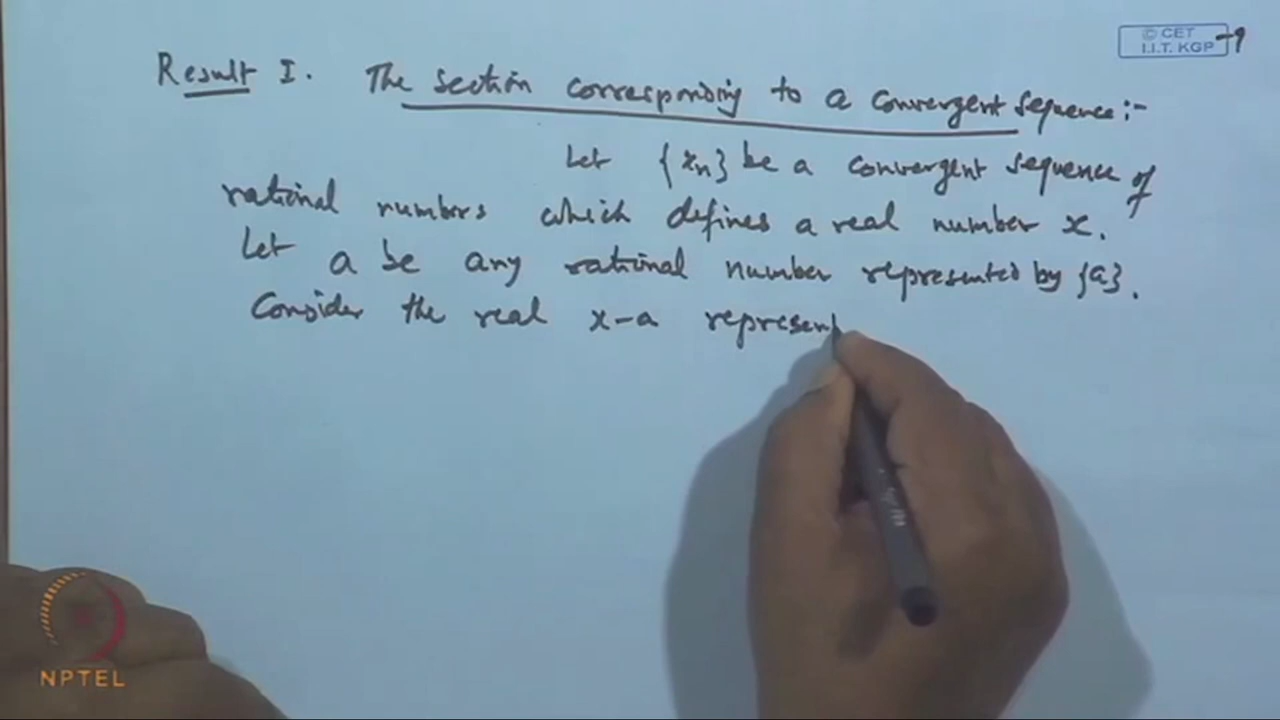 © CET
I.I.T. KGP
-9
Result I. The section corresponding to a convergent sequence:-
Let {xn} be a convergent sequence of
rational numbers which defines a real number x.
Let a be any rational number represented by {a}.
Consider the real x-a represent
NPTEL